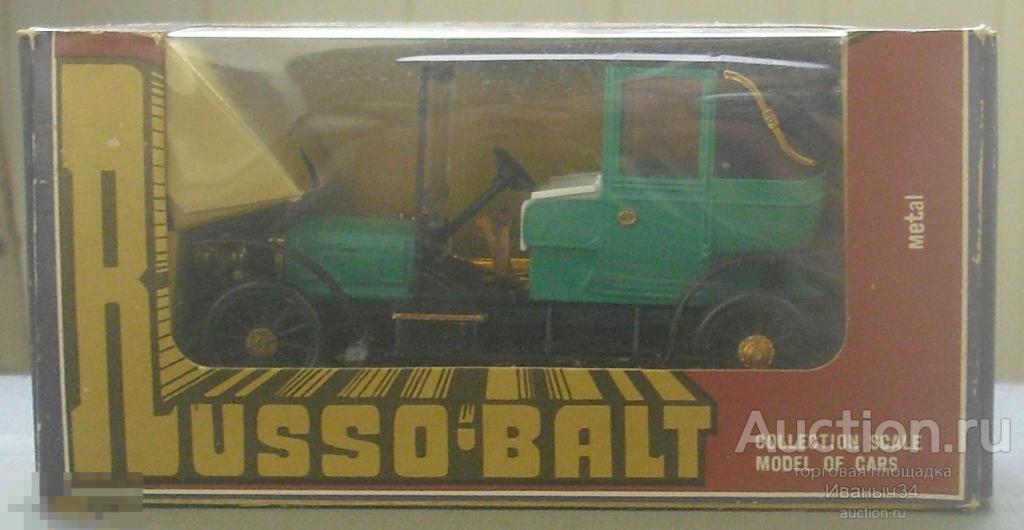 metal
RUSSO-BALT
COLLECTION SCALE
MODEL OF CARS
Auction.ru
торговая площадка
Иваныч34
auction.ru